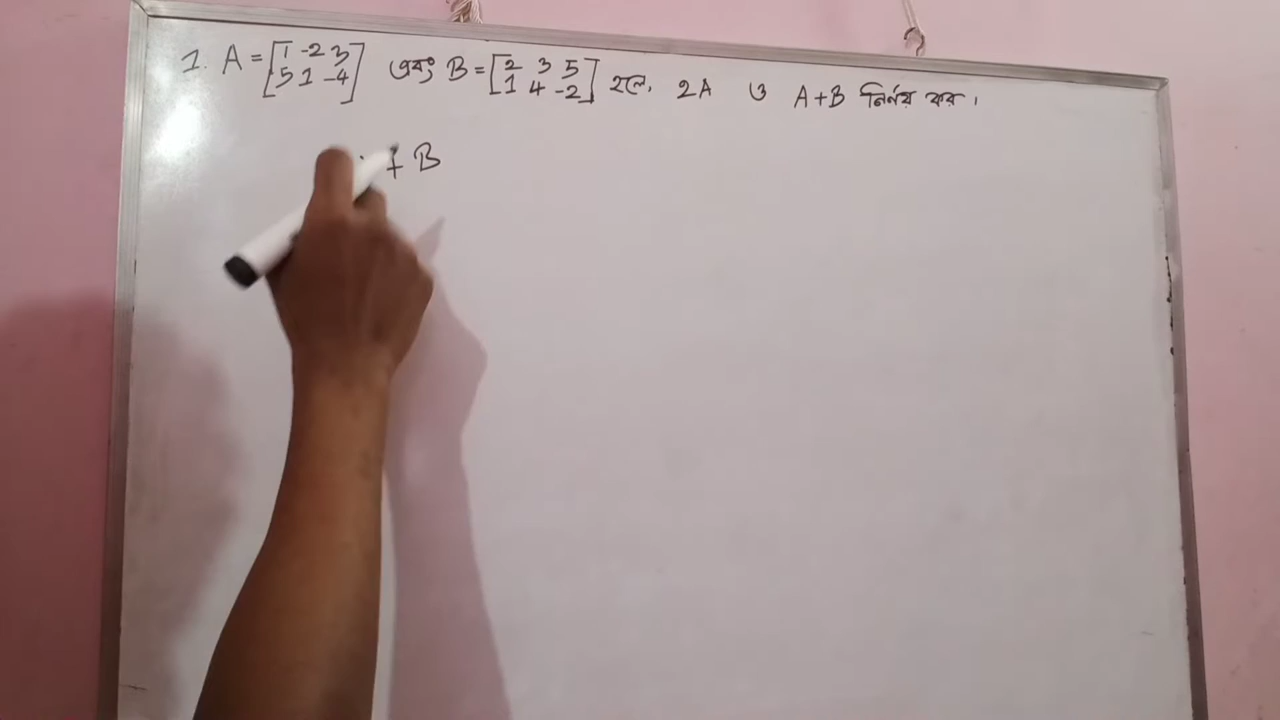 1. A = [1 -2 3 5 1 -4] এবং B = [2 3 5 1 4 -2] হলে, 2A ও A+B নির্ণয় কর।
+ B